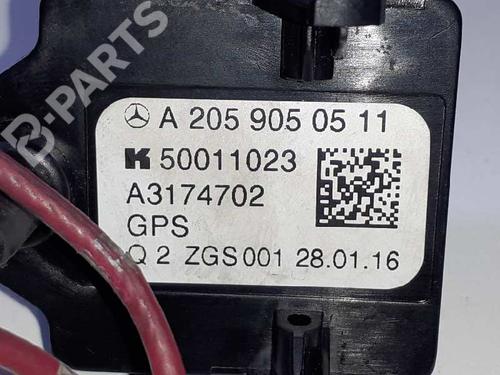 B-PARTS
A 205 905 05 11
K 50011023
A3174702
GPS
Q 2 ZGS001 28.01.16